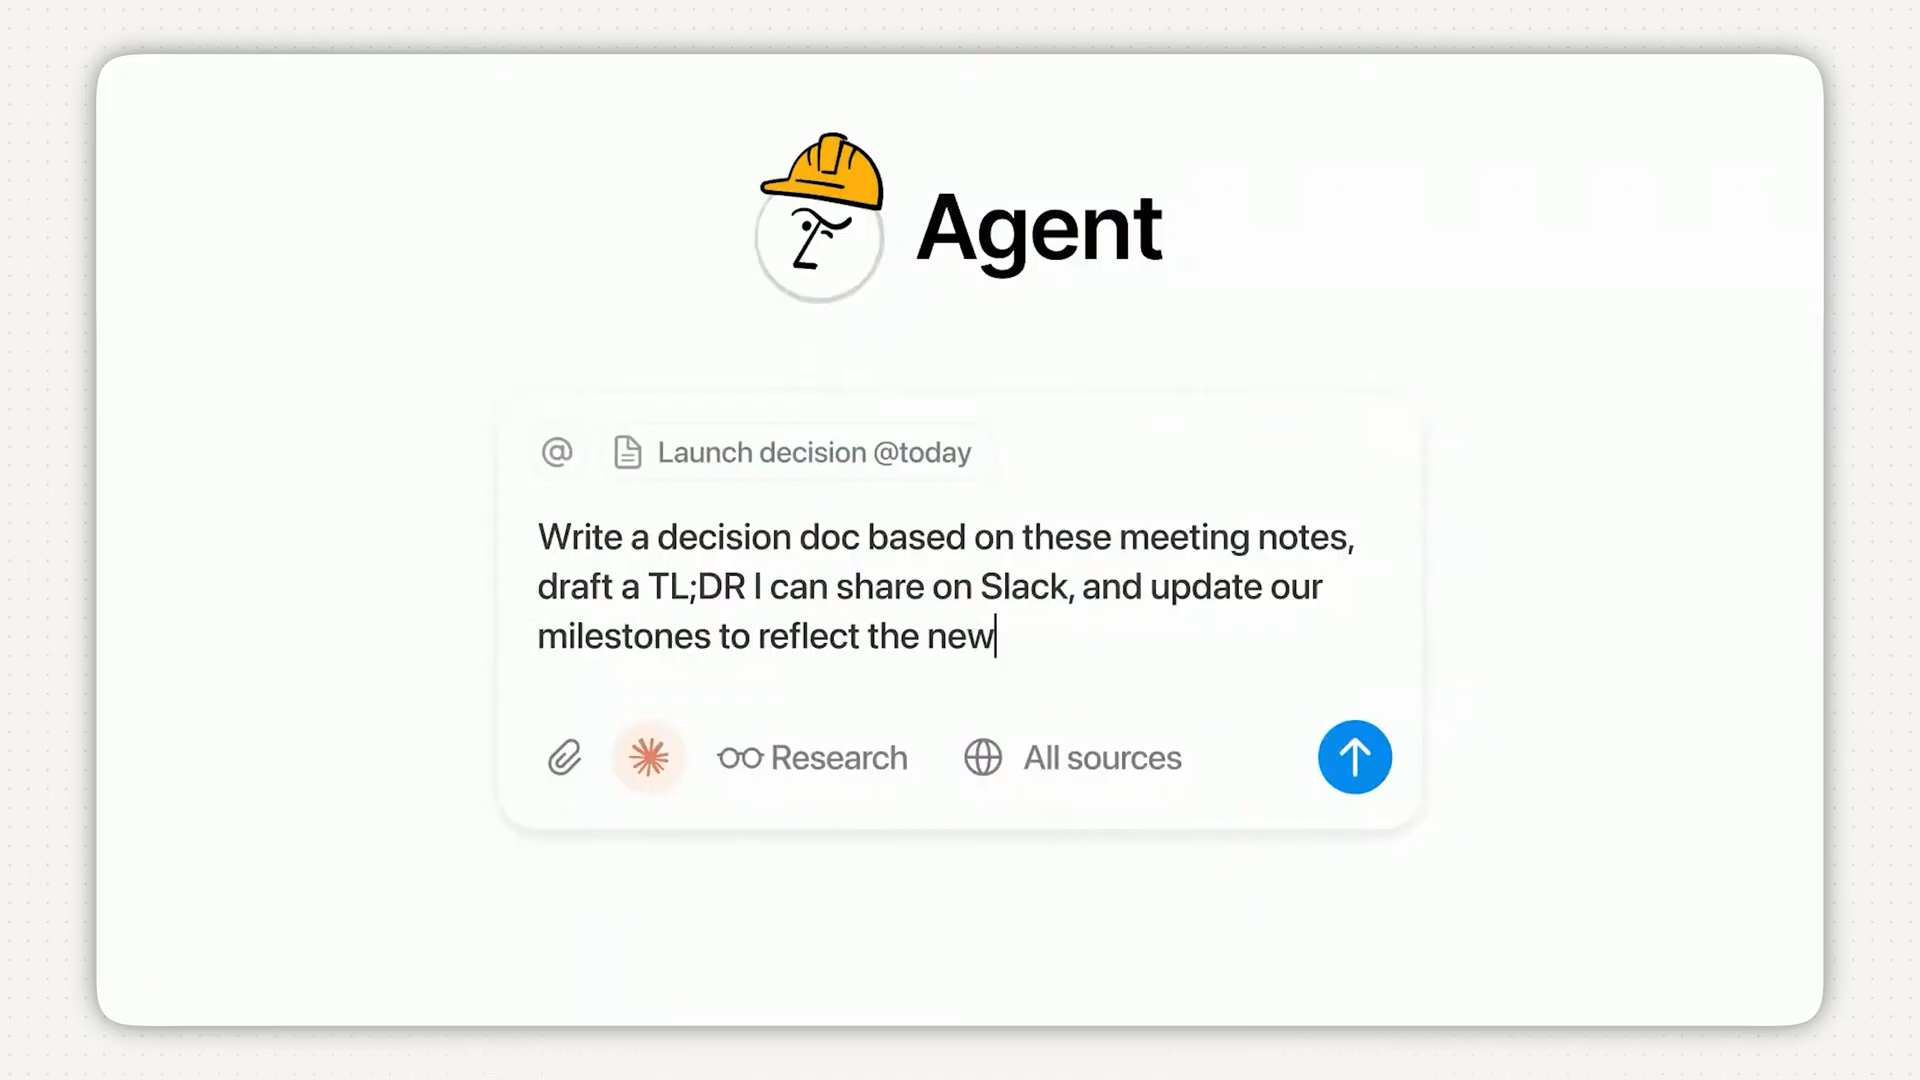 Agent
@ Launch decision @today
Write a decision doc based on these meeting notes,
draft a TL;DR I can share on Slack, and update our
milestones to reflect the new
Research All sources